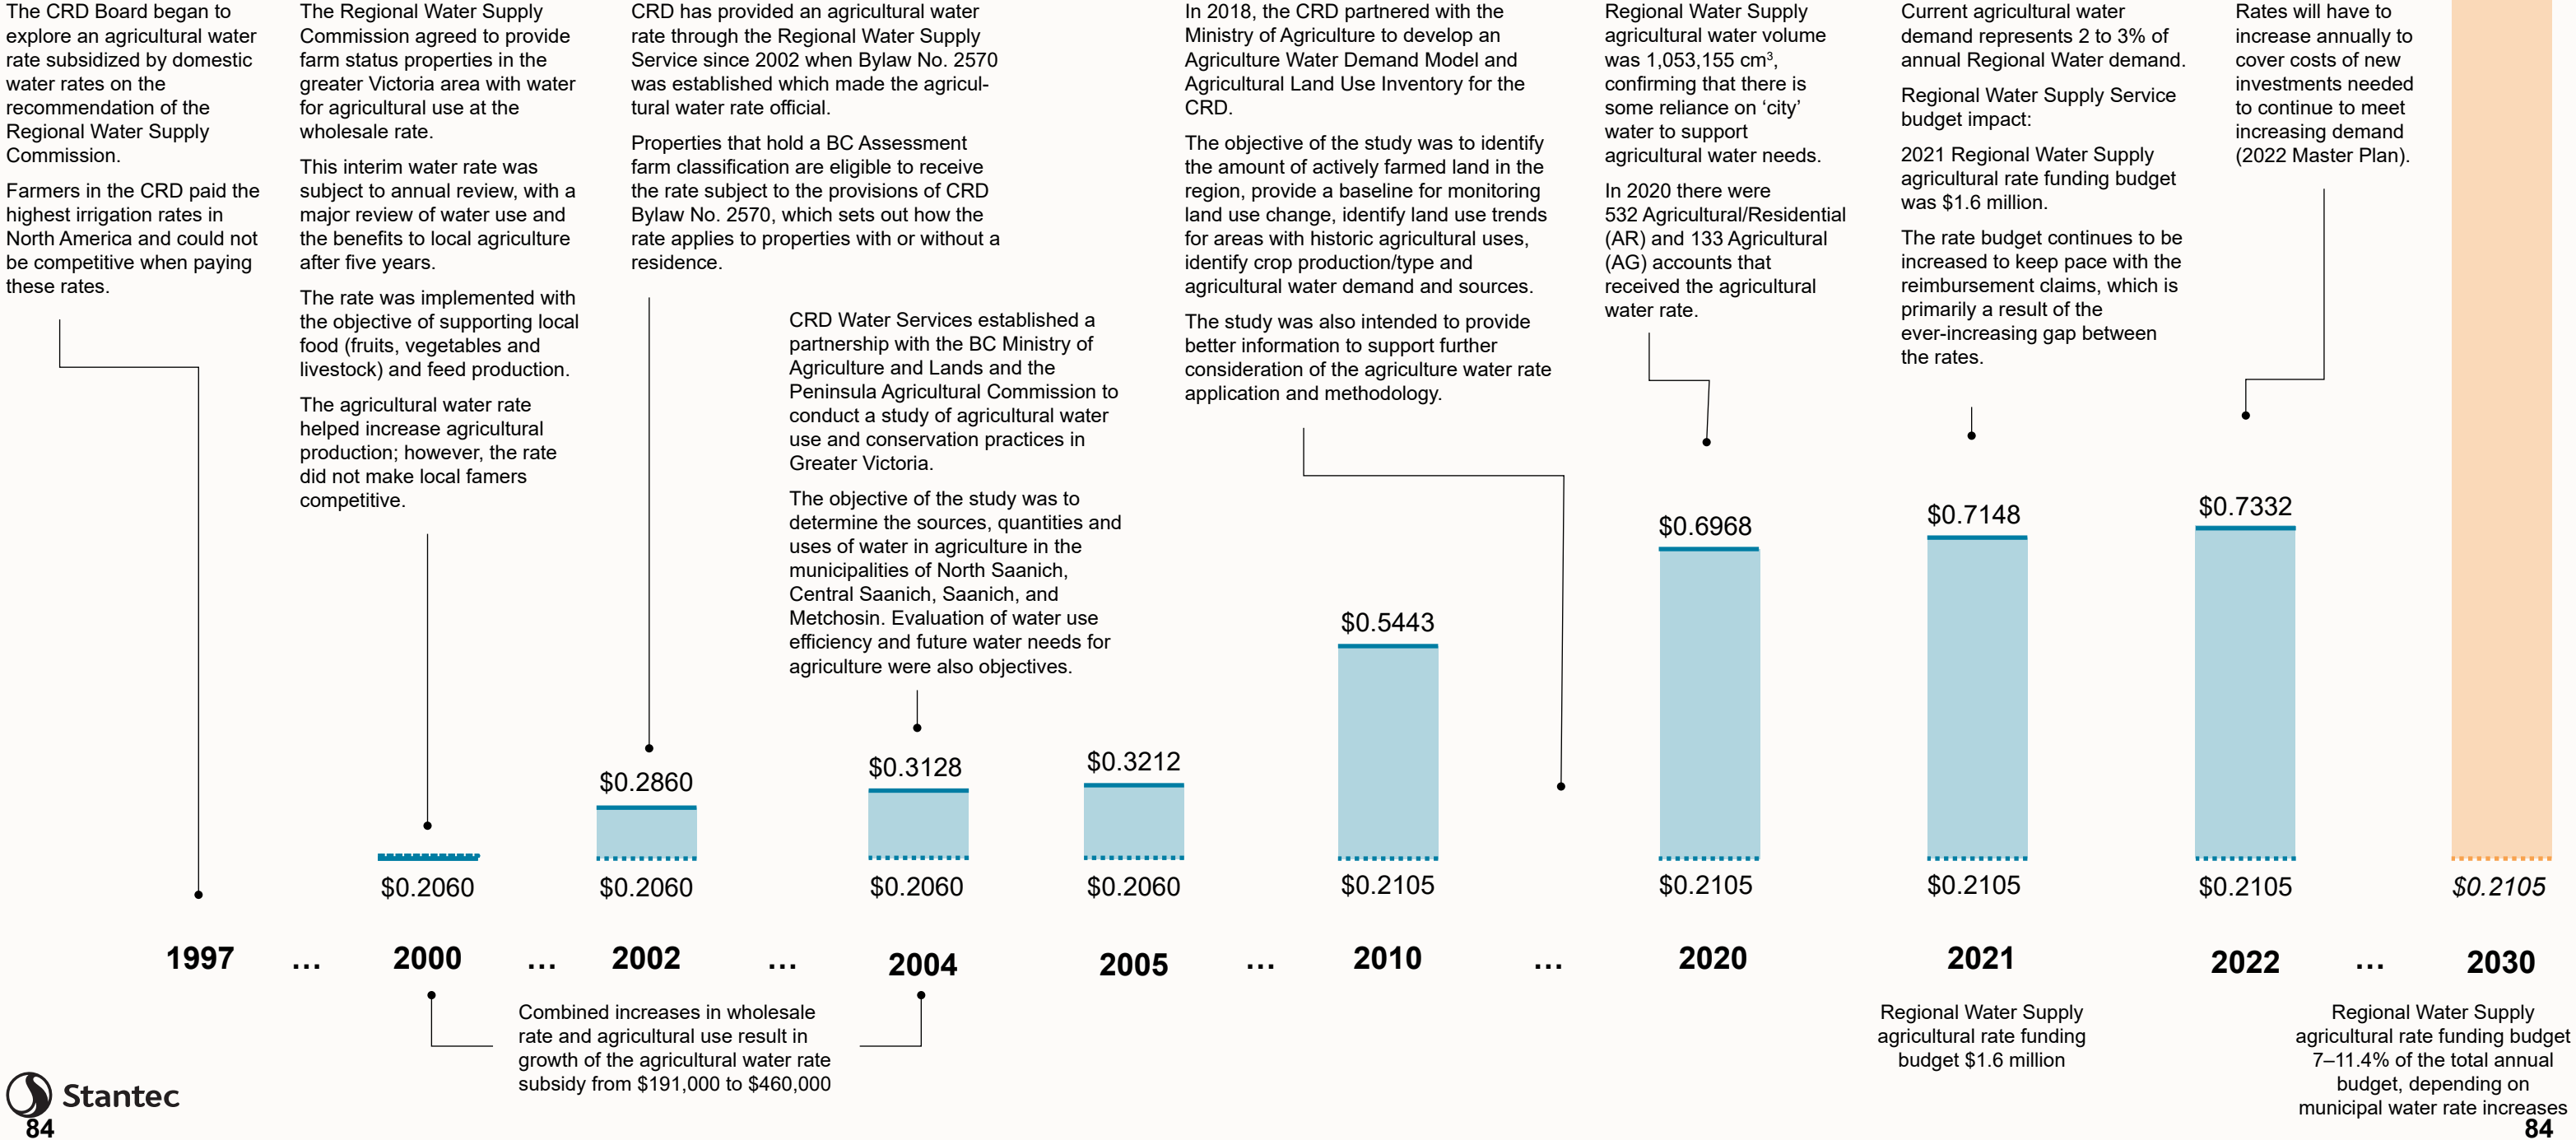 The CRD Board began to
explore an agricultural water
rate subsidized by domestic
water rates on the
recommendation of the
Regional Water Supply
Commission.
Farmers in the CRD paid the
highest irrigation rates in
North America and could not
be competitive when paying
these rates.
The Regional Water Supply
Commission agreed to provide
farm status properties in the
greater Victoria area with water
for agricultural use at the
wholesale rate.
This interim water rate was
subject to annual review, with a
major review of water use and
the benefits to local agriculture
after five years.
The rate was implemented with
the objective of supporting local
food (fruits, vegetables and
livestock) and feed production.
The agricultural water rate
helped increase agricultural
production; however, the rate
did not make local famers
competitive.
CRD has provided an agricultural water
rate through the Regional Water Supply
Service since 2002 when Bylaw No. 2570
was established which made the agricul-
tural water rate official.
Properties that hold a BC Assessment
farm classification are eligible to receive
the rate subject to the provisions of CRD
Bylaw No. 2570, which sets out how the
rate applies to properties with or without a
residence.
CRD Water Services established a
partnership with the BC Ministry of
Agriculture and Lands and the
Peninsula Agricultural Commission to
conduct a study of agricultural water
use and conservation practices in
Greater Victoria.
The objective of the study was to
determine the sources, quantities and
uses of water in agriculture in the
municipalities of North Saanich,
Central Saanich, Saanich, and
Metchosin. Evaluation of water use
efficiency and future water needs for
agriculture were also objectives.
In 2018, the CRD partnered with the
Ministry of Agriculture to develop an
Agriculture Water Demand Model and
Agricultural Land Use Inventory for the
CRD.
The objective of the study was to identify
the amount of actively farmed land in the
region, provide a baseline for monitoring
land use change, identify land use trends
for areas with historic agricultural uses,
identify crop production/type and
agricultural water demand and sources.
The study was also intended to provide
better information to support further
consideration of the agriculture water rate
application and methodology.
Regional Water Supply
agricultural water volume
was 1,053,155 cm³,
confirming that there is
some reliance on ‘city’
water to support
agricultural water needs.
In 2020 there were
532 Agricultural/Residential
(AR) and 133 Agricultural
(AG) accounts that
received the agricultural
water rate.
Current agricultural water
demand represents 2 to 3% of
annual Regional Water demand.
Regional Water Supply Service
budget impact:
2021 Regional Water Supply
agricultural rate funding budget
was $1.6 million.
The rate budget continues to be
increased to keep pace with the
reimbursement claims, which is
primarily a result of the
ever-increasing gap between
the rates.
Rates will have to
increase annually to
cover costs of new
investments needed
to continue to meet
increasing demand
(2022 Master Plan).
$0.2860
$0.3128
$0.3212
$0.5443
$0.6968
$0.7148
$0.7332
$0.2060
$0.2060
$0.2060
$0.2060
$0.2105
$0.2105
$0.2105
$0.2105
$0.2105
1997 ... 2000 ... 2002 ... 2004 2005 ... 2010 ... 2020 2021 2022 ... 2030
Combined increases in wholesale
rate and agricultural use result in
growth of the agricultural water rate
subsidy from $191,000 to $460,000
Regional Water Supply
agricultural rate funding
budget $1.6 million
Regional Water Supply
agricultural rate funding budget
7–11.4% of the total annual
budget, depending on
municipal water rate increases
Stantec
84
84